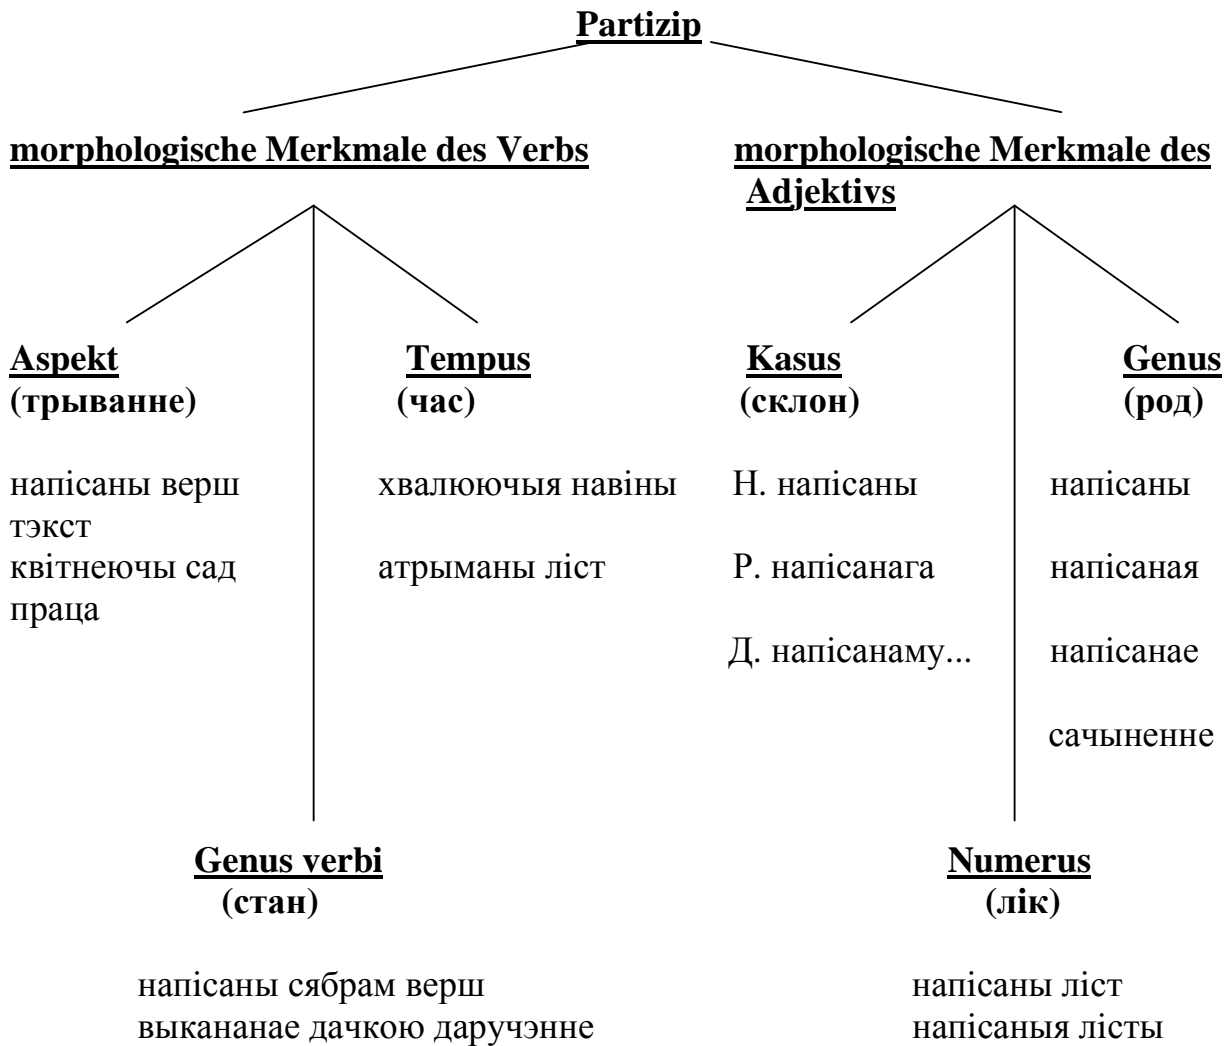 Partizip
morphologische Merkmale des Verbs
morphologische Merkmale des
Adjektivs
Aspekt
(трыванне)
Tempus
(час)
Kasus
(склон)
Genus
(род)
напісаны верш
тэкст
квітнеючы сад
праца
хвалюючыя навіны
атрыманы ліст
Н. напісаны
Р. напісанага
Д. напісанаму...
напісаны
напісаная
напісанае
сачыненне
Genus verbi
(стан)
Numerus
(лік)
напісаны сябрам верш
выкананае дачкою даручэнне
напісаны ліст
напісаныя лісты